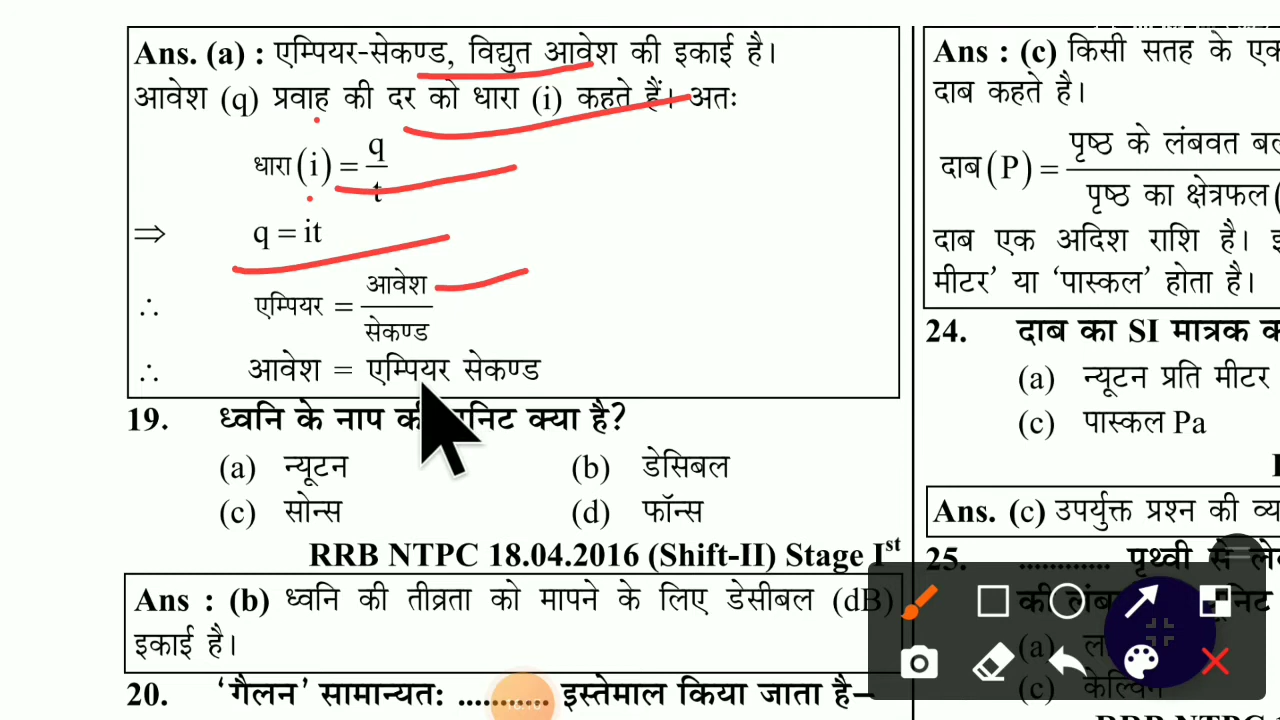 Ans. (a) : एम्पियर-सेकण्ड, विद्युत आवेश की इकाई है।
आवेश (q) प्रवाह की दर को धारा (i) कहते हैं। अतः
धारा (i) = q
t
⇒ q = it
∴ एम्पियर = आवेश
सेकण्ड
∴ आवेश = एम्पियर सेकण्ड
19. ध्वनि के नाप की क्या है?
(a) न्यूटन (b) डेसिबल
(c) सोन्स (d) फॉन्स
RRB NTPC 18.04.2016 (Shift-II) Stage Ist
Ans : (b) ध्वनि की तीव्रता को मापने के लिए डेसीबल (dB)
इकाई है।
20. ‘गैलन’ सामान्यतः ............ इस्तेमाल किया जाता है–
Ans : (c) किसी सतह के एक
दाब कहते है।
दाब (P) = पृष्ठ के लंबवत बल
पृष्ठ का क्षेत्रफल (
दाब एक अदिश राशि है।
मीटर’ या ‘पास्कल’ होता है।
24. दाब का SI मात्रक
(a) न्यूटन प्रति मीटर
(c) पास्कल Pa
Ans. (c) उपर्युक्त प्रश्न की
25. ............ पृथ्वी से
(a)
(c) केल्विन